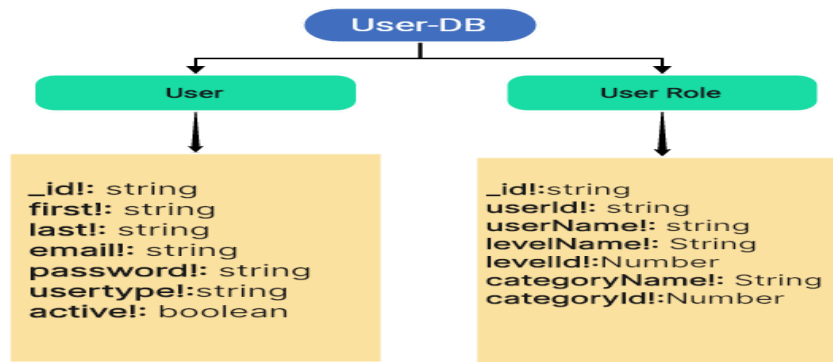 User-DB
User
User Role
_id!: string
first!: string
last!: string
email!: string
password!: string
usertype!:string
active!: boolean
_id!:string
userId!: string
userName!: string
levelName!: String
levelId!:Number
categoryName!: String
categoryId!:Number